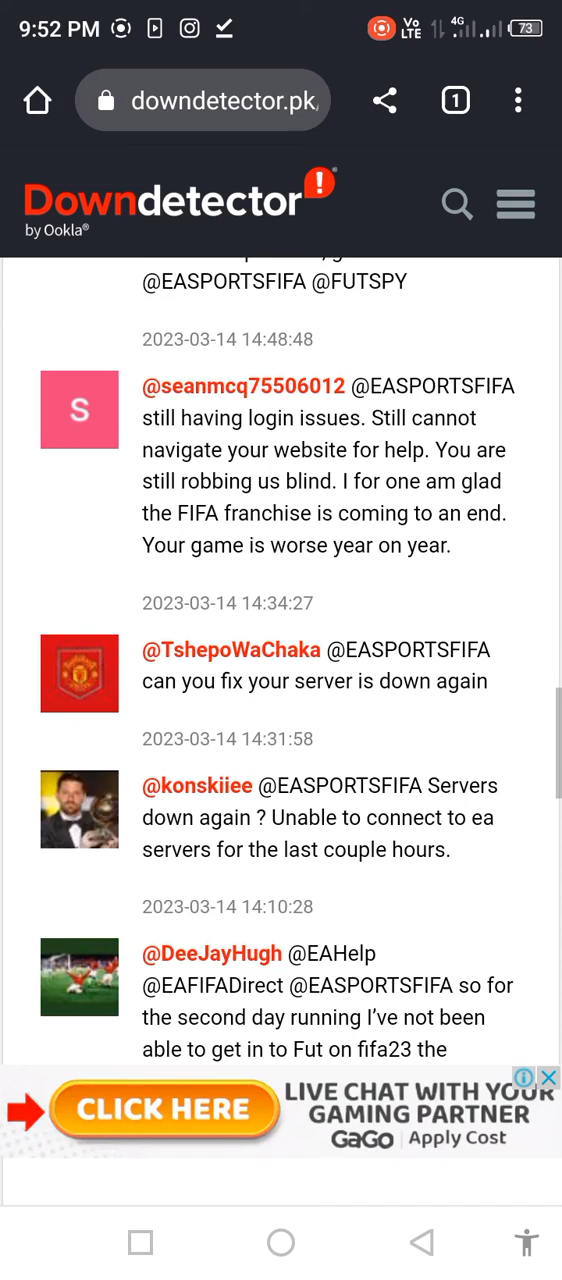 9:52 PM Vo LTE 4G 73
downdetector.pk/ 1
Downdetector!
by Ookla®
@EASPORTSFIFA @FUTSPY
2023-03-14 14:48:48
S
@seanmcq75506012 @EASPORTSFIFA
still having login issues. Still cannot
navigate your website for help. You are
still robbing us blind. I for one am glad
the FIFA franchise is coming to an end.
Your game is worse year on year.
2023-03-14 14:34:27
@TshepoWaChaka @EASPORTSFIFA
can you fix your server is down again
2023-03-14 14:31:58
@konskiiee @EASPORTSFIFA Servers
down again ? Unable to connect to ea
servers for the last couple hours.
2023-03-14 14:10:28
@DeeJayHugh @EAHelp
@EAFIFADirect @EASPORTSFIFA so for
the second day running I’ve not been
able to get in to Fut on fifa23 the
CLICK HERE
LIVE CHAT WITH YOUR
GAMING PARTNER
GaGo | Apply Cost